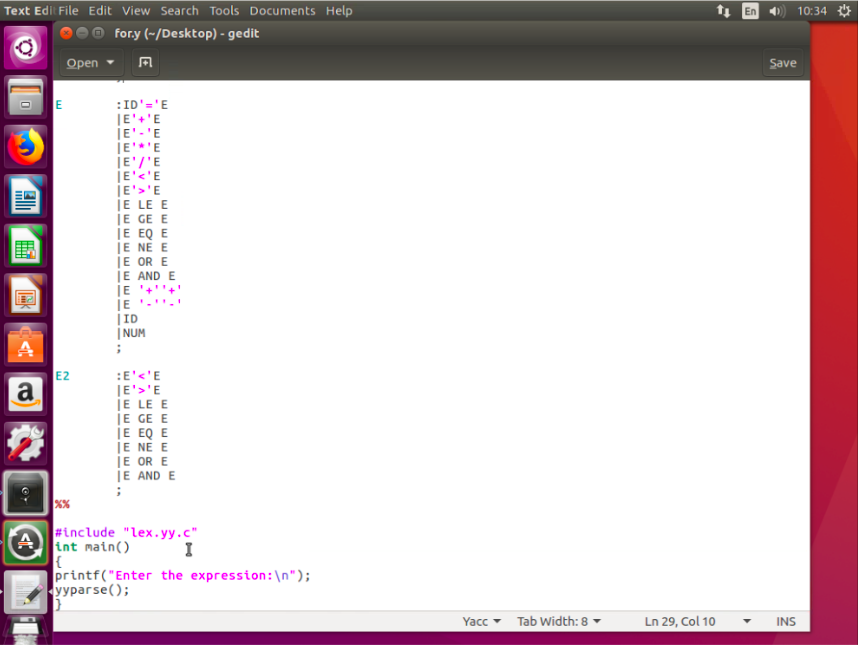 Text Edi File Edit View Search Tools Documents Help En 10:34
for.y (~/Desktop) - gedit
Open Save
E :ID'='E
|E'+'E
|E'-'E
|E'*'E
|E'/'E
|E'<'E
|E'>'E
|E LE E
|E GE E
|E EQ E
|E NE E
|E OR E
|E AND E
|E '+''+'
|E '-''-'
|ID
|NUM
;
E2 :E'<'E
|E'>'E
|E LE E
|E GE E
|E EQ E
|E NE E
|E OR E
|E AND E
;
%%
#include "lex.yy.c"
int main()
{
printf("Enter the expression:\n");
yyparse();
}
Yacc Tab Width: 8 Ln 29, Col 10 INS